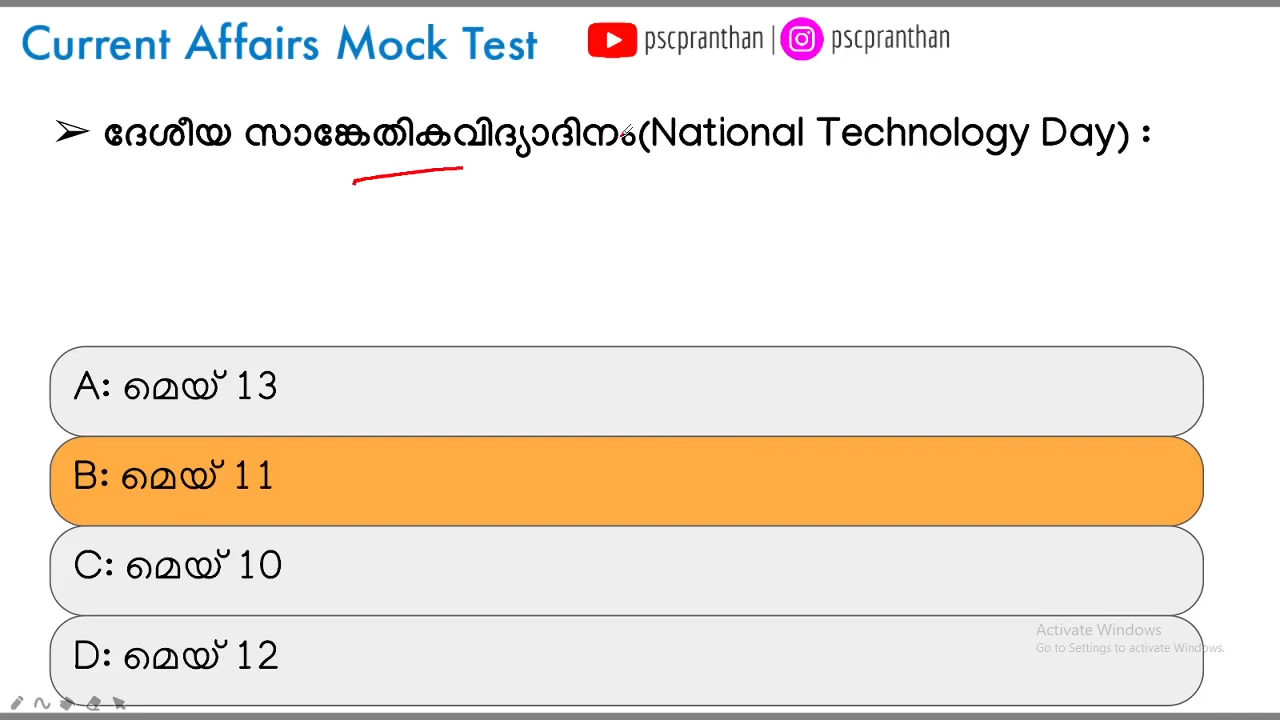 Current Affairs Mock Test pscpranthan | pscpranthan
➢ ദേശീയ സാങ്കേതികവിദ്യാദിനം(National Technology Day) :
A: മെയ് 13
B: മെയ് 11
C: മെയ് 10
D: മെയ് 12
Activate Windows
Go to Settings to activate Windows.